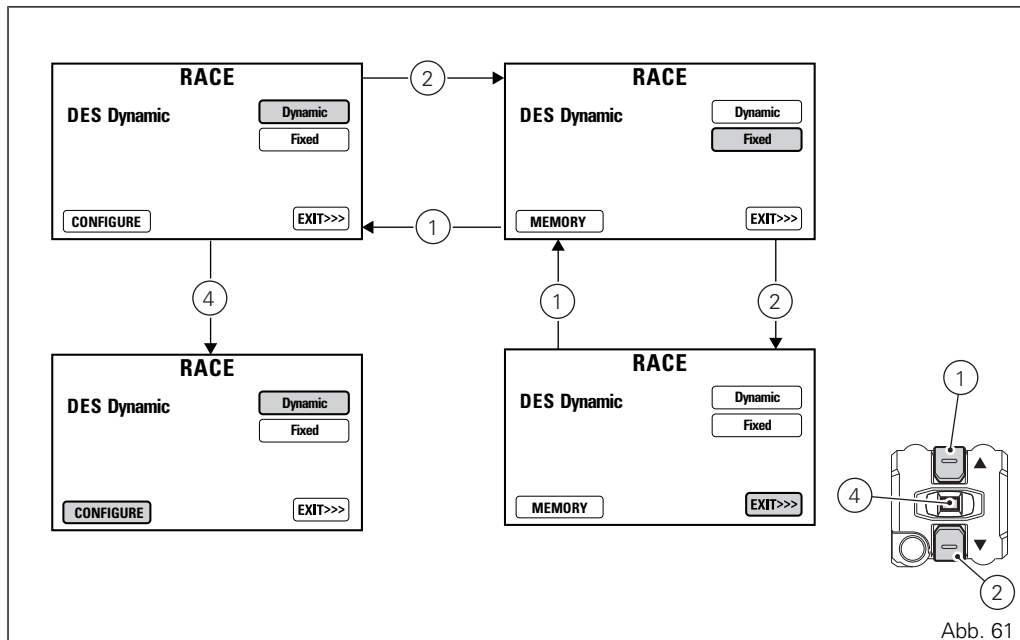 RACE
DES Dynamic
Dynamic
Fixed
CONFIGURE
EXIT>>>
2
RACE
DES Dynamic
Dynamic
Fixed
MEMORY
EXIT>>>
1
4
1
2
RACE
DES Dynamic
Dynamic
Fixed
CONFIGURE
EXIT>>>
RACE
DES Dynamic
Dynamic
Fixed
MEMORY
EXIT>>>
1
4
2
Abb. 61